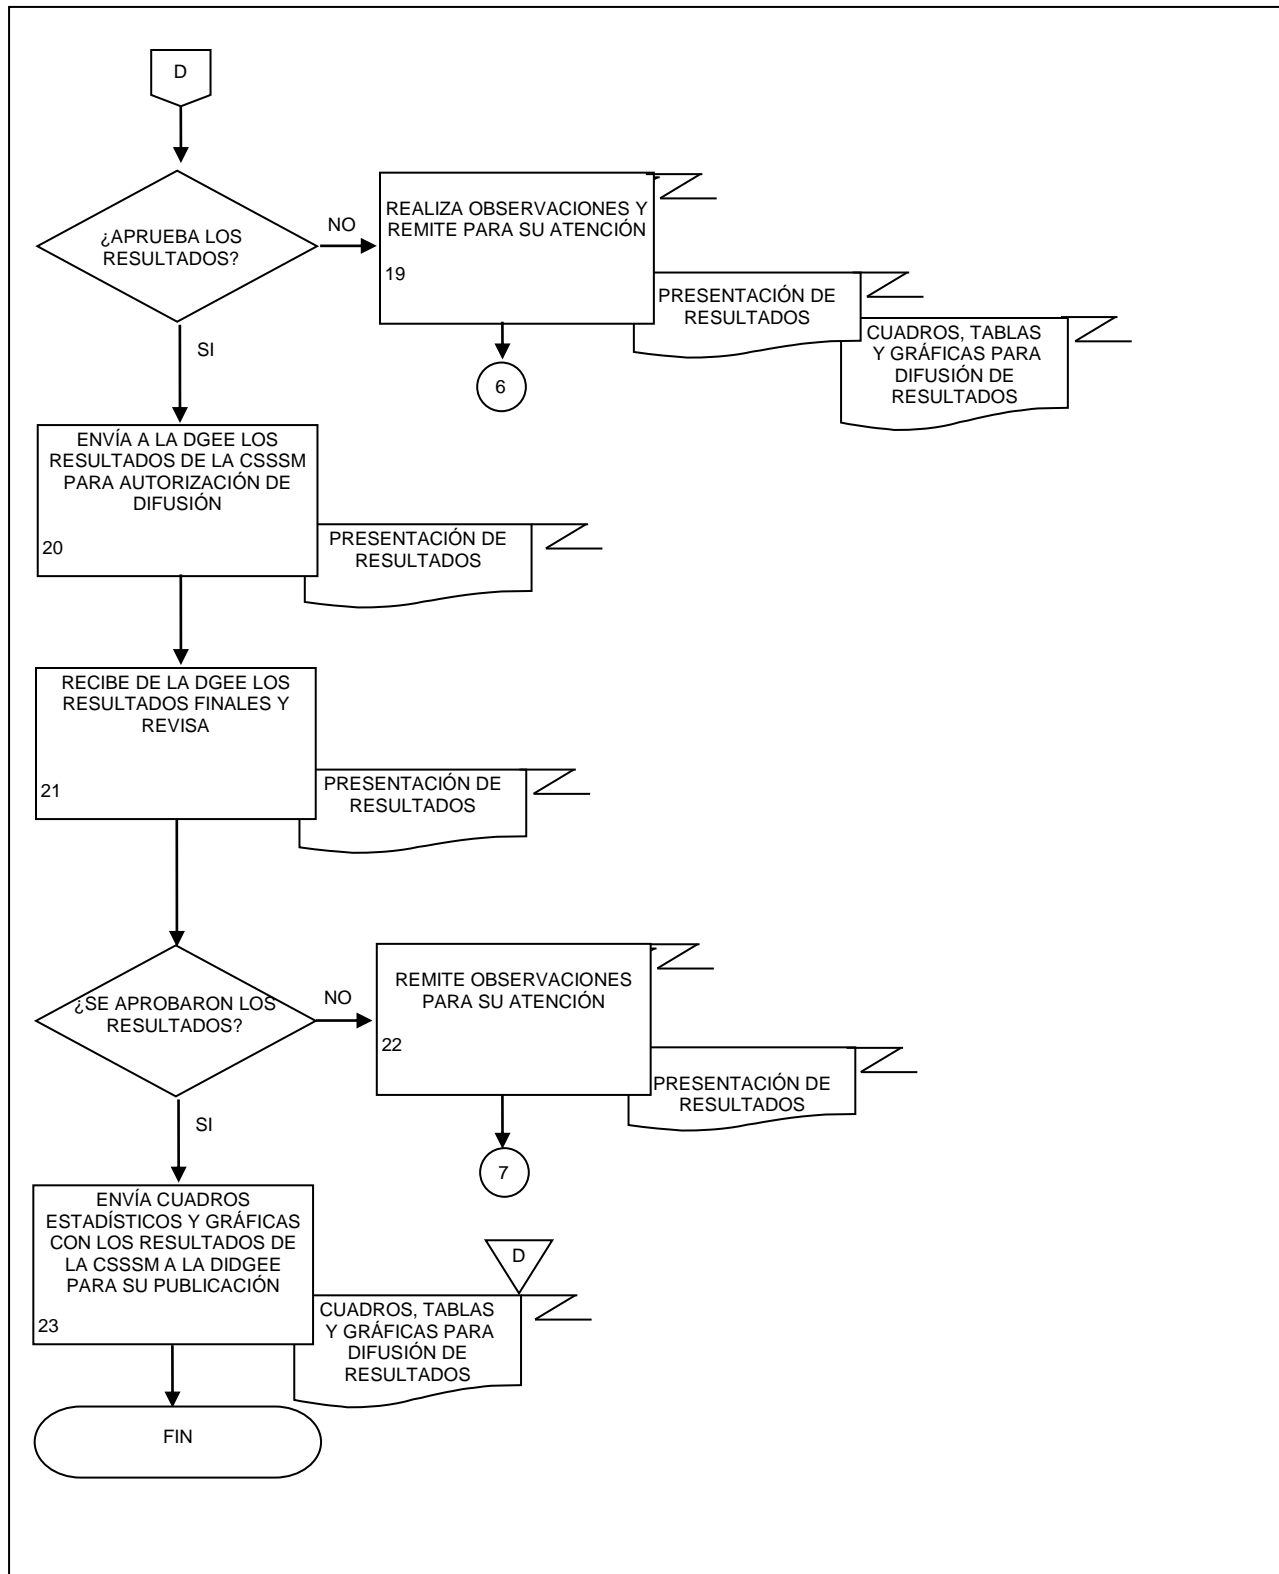 D
¿APRUEBA LOS
RESULTADOS?
NO
REALIZA OBSERVACIONES Y
REMITE PARA SU ATENCIÓN
19
PRESENTACIÓN DE
RESULTADOS
CUADROS, TABLAS
Y GRÁFICAS PARA
DIFUSIÓN DE
RESULTADOS
6
SI
ENVÍA A LA DGEE LOS
RESULTADOS DE LA CSSSM
PARA AUTORIZACIÓN DE
DIFUSIÓN
20
PRESENTACIÓN DE
RESULTADOS
RECIBE DE LA DGEE LOS
RESULTADOS FINALES Y
REVISA
21
PRESENTACIÓN DE
RESULTADOS
¿SE APROBARON LOS
RESULTADOS?
NO
REMITE OBSERVACIONES
PARA SU ATENCIÓN
22
PRESENTACIÓN DE
RESULTADOS
7
SI
ENVÍA CUADROS
ESTADÍSTICOS Y GRÁFICAS
CON LOS RESULTADOS DE
LA CSSSM A LA DIDGEE
PARA SU PUBLICACIÓN
23
D
CUADROS, TABLAS
Y GRÁFICAS PARA
DIFUSIÓN DE
RESULTADOS
FIN